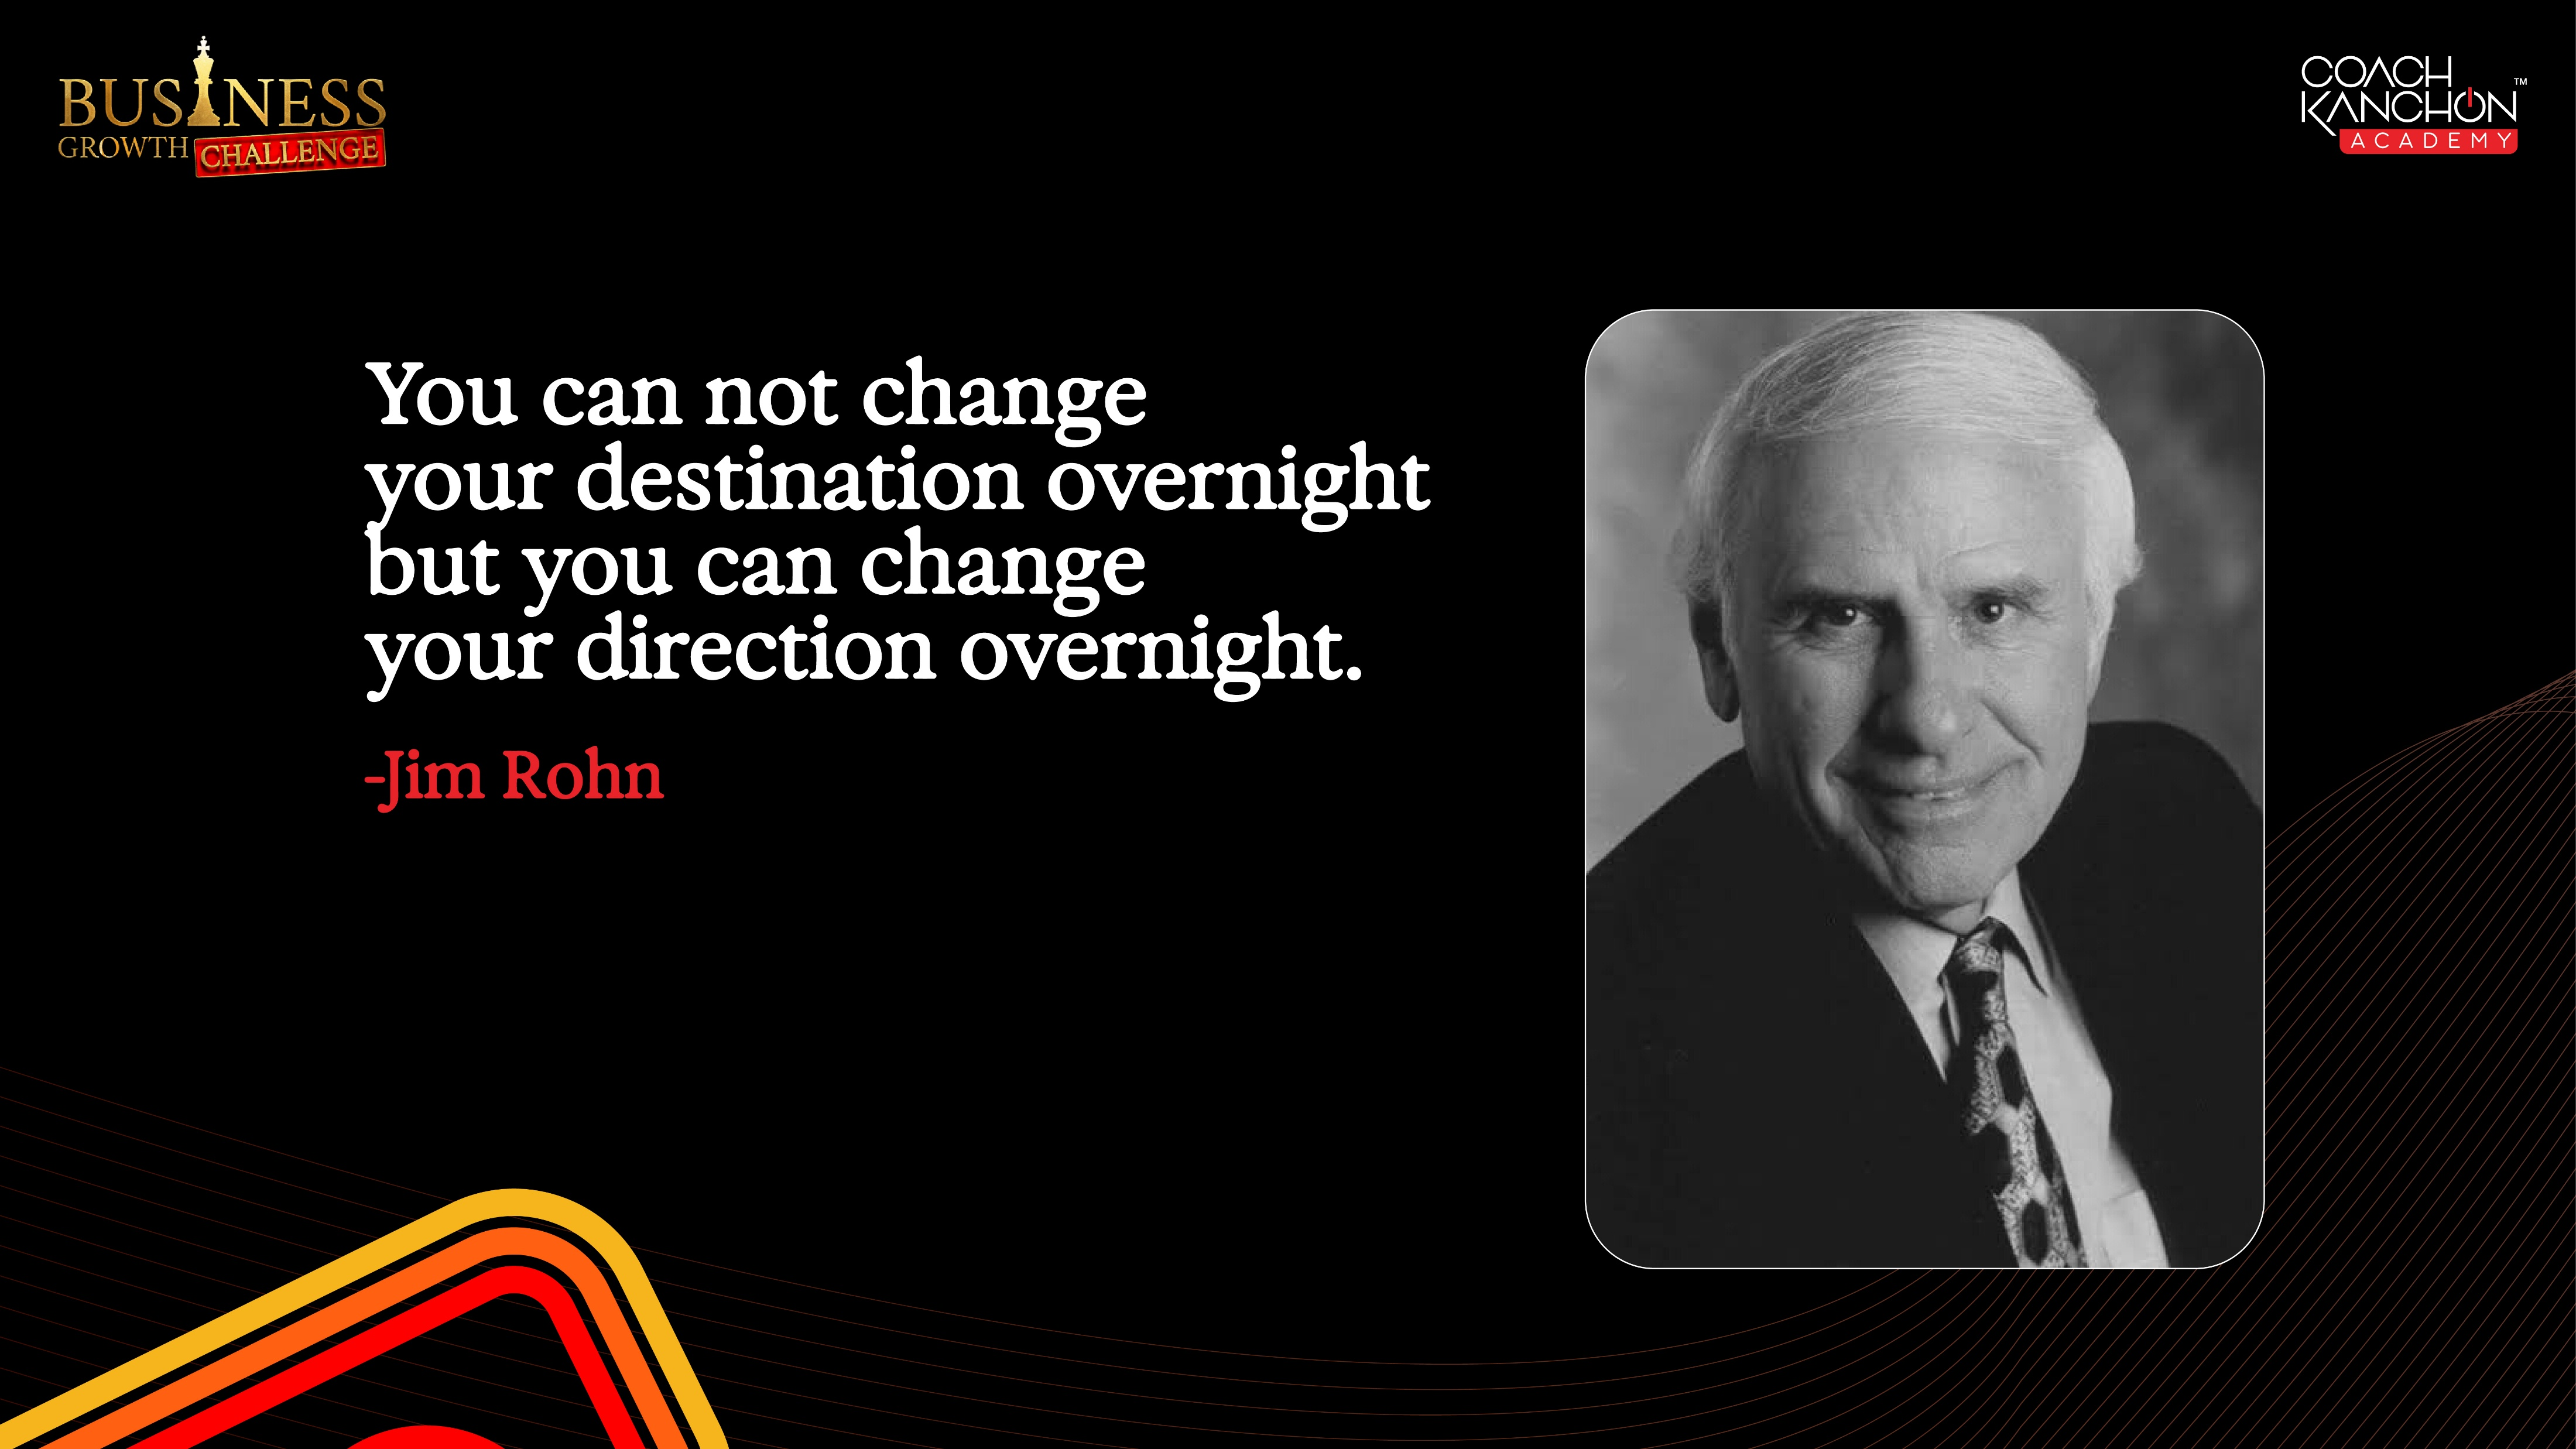 BUSINESS
GROWTH CHALLENGE
COACH
KANCHON™
ACADEMY
You can not change
your destination overnight
but you can change
your direction overnight.
-Jim Rohn